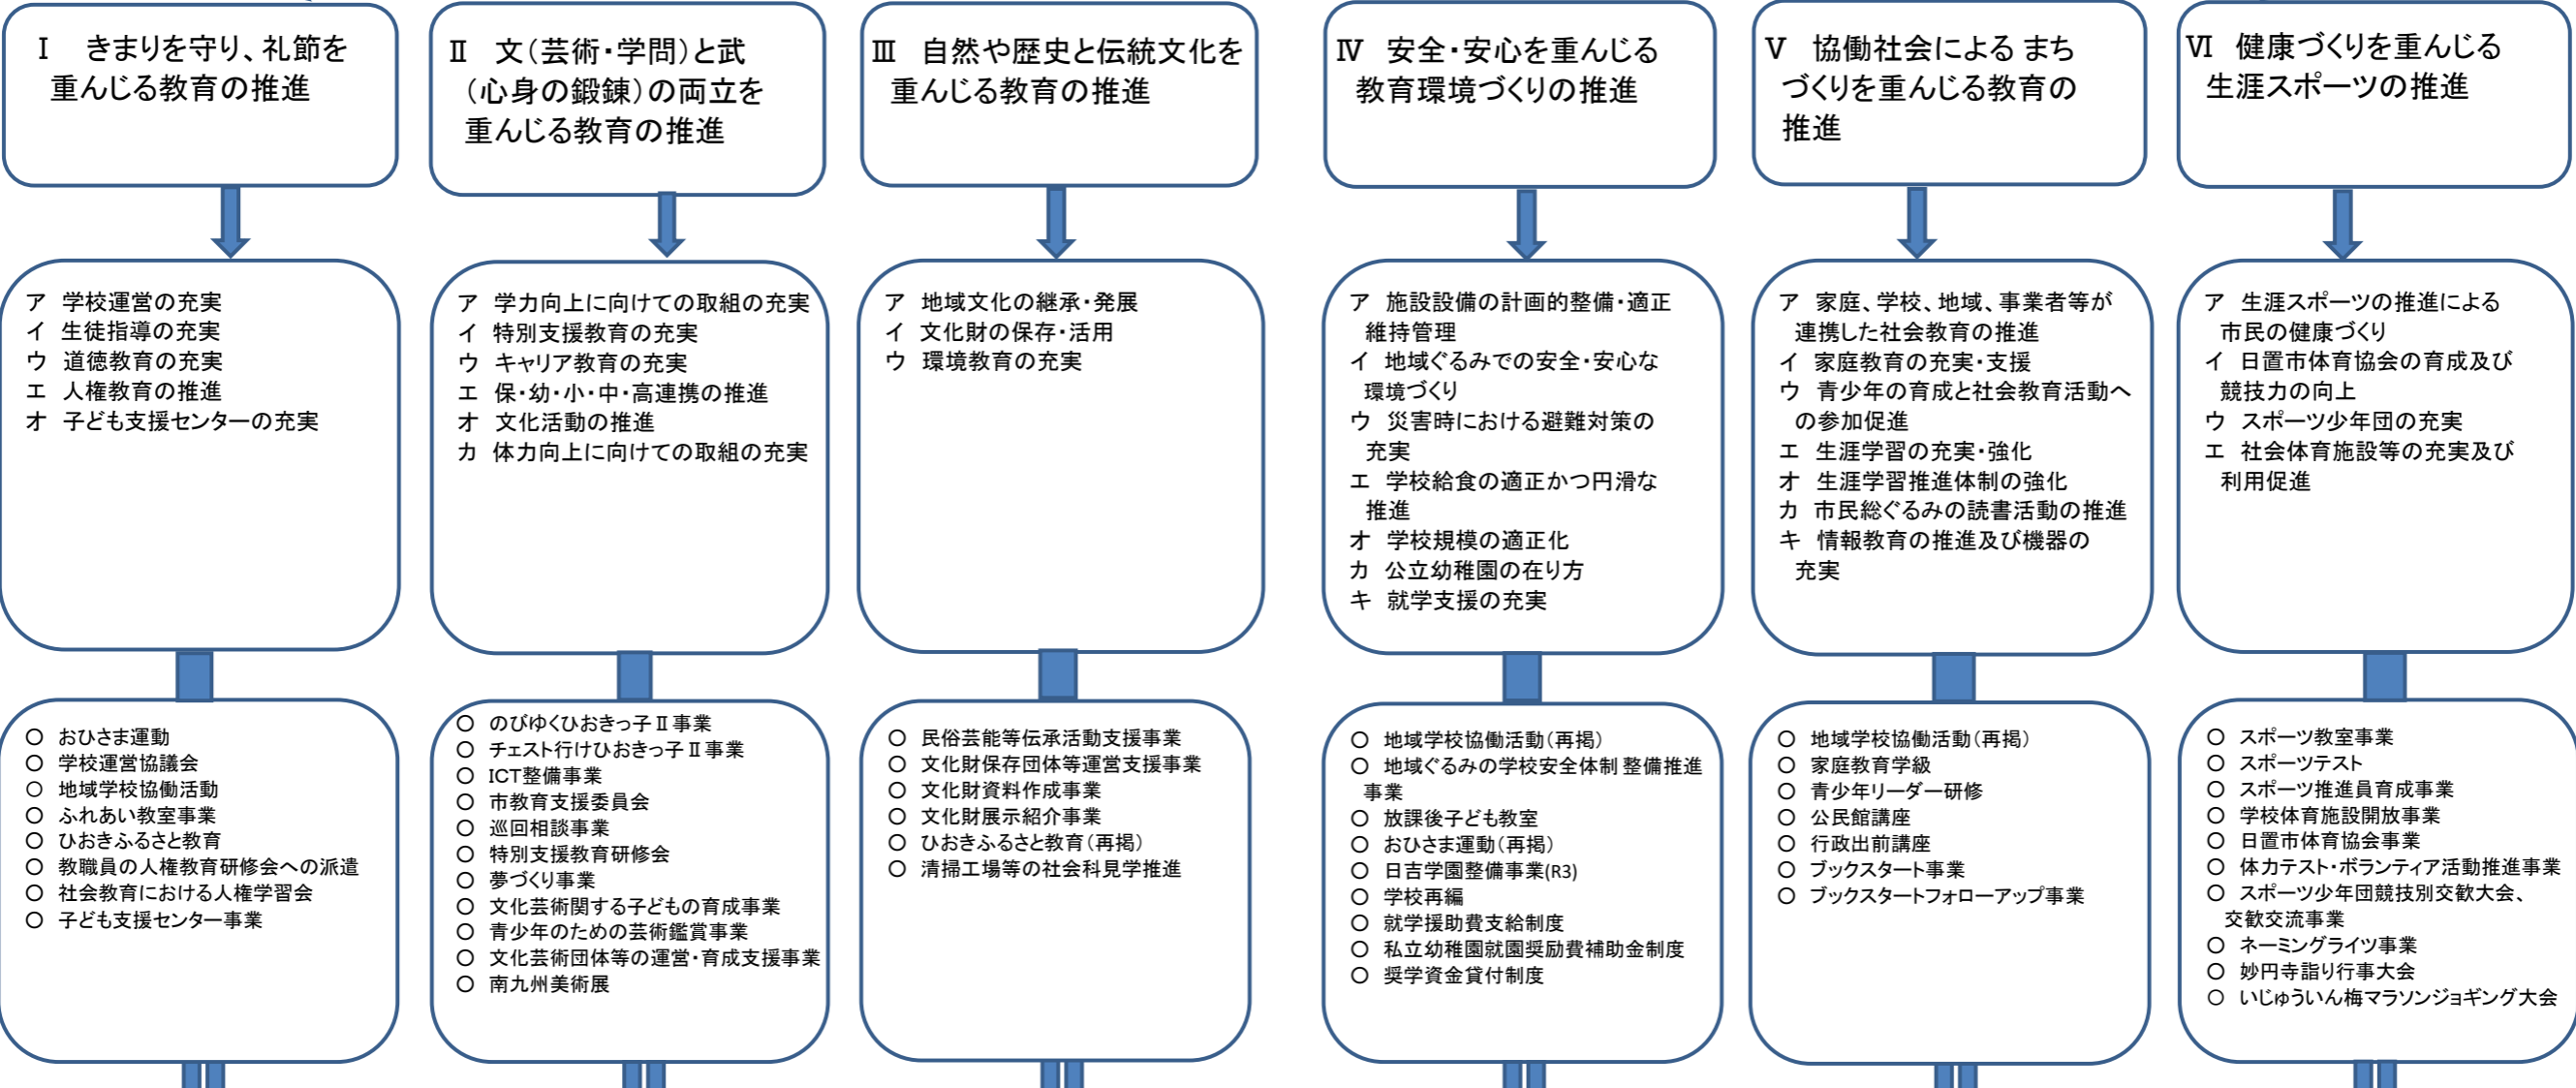 Ⅰ　きまりを守り、礼節を
重んじる教育の推進
ア　学校運営の充実
イ　生徒指導の充実
ウ　道徳教育の充実
エ　人権教育の推進
オ　子ども支援センターの充実
○　おひさま運動
○　学校運営協議会
○　地域学校協働活動
○　ふれあい教室事業
○　ひおきふるさと教育
○　教職員の人権教育研修会への派遣
○　社会教育における人権学習会
○　子ども支援センター事業
Ⅱ　文(芸術・学問)と武
(心身の鍛錬)の両立を
重んじる教育の推進
ア　学力向上に向けての取組の充実
イ　特別支援教育の充実
ウ　キャリア教育の充実
エ　保・幼・小・中・高連携の推進
オ　文化活動の推進
カ　体力向上に向けての取組の充実
○　のびゆくひおきっ子Ⅱ事業
○　チェスト行けひおきっ子Ⅱ事業
○　ICT整備事業
○　市教育支援委員会
○　巡回相談事業
○　特別支援教育研修会
○　夢づくり事業
○　文化芸術関する子どもの育成事業
○　青少年のための芸術鑑賞事業
○　文化芸術団体等の運営・育成支援事業
○　南九州美術展
Ⅲ　自然や歴史と伝統文化を
重んじる教育の推進
ア　地域文化の継承・発展
イ　文化財の保存・活用
ウ　環境教育の充実
○　民俗芸能等伝承活動支援事業
○　文化財保存団体等運営支援事業
○　文化財資料作成事業
○　文化財展示紹介事業
○　ひおきふるさと教育(再掲)
○　清掃工場等の社会科見学推進
Ⅳ　安全・安心を重んじる
教育環境づくりの推進
ア　施設設備の計画的整備・適正
維持管理
イ　地域ぐるみでの安全・安心な
環境づくり
ウ　災害時における避難対策の
充実
エ　学校給食の適正かつ円滑な
推進
オ　学校規模の適正化
カ　公立幼稚園の在り方
キ　就学支援の充実
○　地域学校協働活動(再掲)
○　地域ぐるみの学校安全体制 整備推進
事業
○　放課後子ども教室
○　おひさま運動(再掲)
○　日吉学園整備事業(R3)
○　学校再編
○　就学援助費支給制度
○　私立幼稚園就園奨励費補助金制度
○　奨学資金貸付制度
Ⅴ　協働社会による まち
づくりを重んじる教育の
推進
ア　家庭、学校、地域、事業者等が
連携した社会教育の推進
イ　家庭教育の充実・支援
ウ　青少年の育成と社会教育活動へ
の参加促進
エ　生涯学習の充実・強化
オ　生涯学習推進体制の強化
カ　市民総ぐるみの読書活動の推進
キ　情報教育の推進及び機器の
充実
○　地域学校協働活動(再掲)
○　家庭教育学級
○　青少年リーダー研修
○　公民館講座
○　行政出前講座
○　ブックスタート事業
○　ブックスタートフォローアップ事業
Ⅵ　健康づくりを重んじる
生涯スポーツの推進
ア　生涯スポーツの推進による
市民の健康づくり
イ　日置市体育協会の育成及び
競技力の向上
ウ　スポーツ少年団の充実
エ　社会体育施設等の充実及び
利用促進
○　スポーツ教室事業
○　スポーツテスト
○　スポーツ推進員育成事業
○　学校体育施設開放事業
○　日置市体育協会事業
○　体力テスト・ボランティア活動推進事業
○　スポーツ少年団競技別交歓大会、
交歓交流事業
○　ネーミングライツ事業
○　妙円寺詣り行事大会
○　いじゅういん梅マラソンジョギング大会